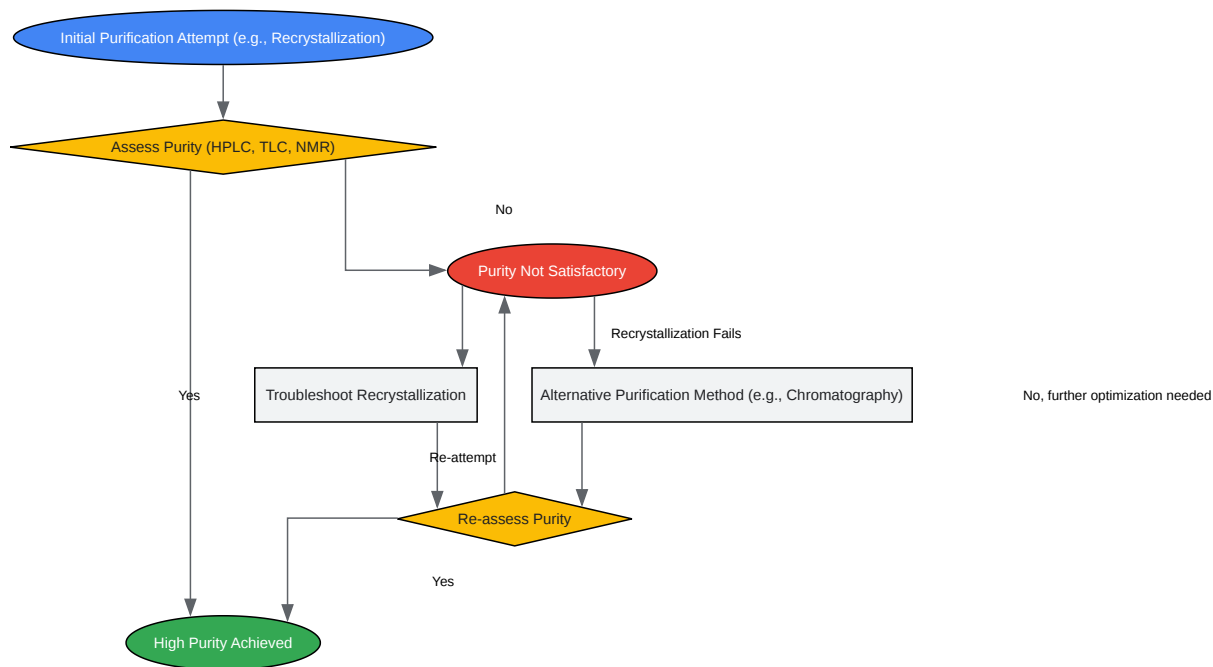 Initial Purification Attempt (e.g., Recrystallization)
Assess Purity (HPLC, TLC, NMR)
No
Purity Not Satisfactory
Recrystallization Fails
Yes
Troubleshoot Recrystallization
Alternative Purification Method (e.g., Chromatography)
No, further optimization needed
Re-attempt
Re-assess Purity
Yes
High Purity Achieved